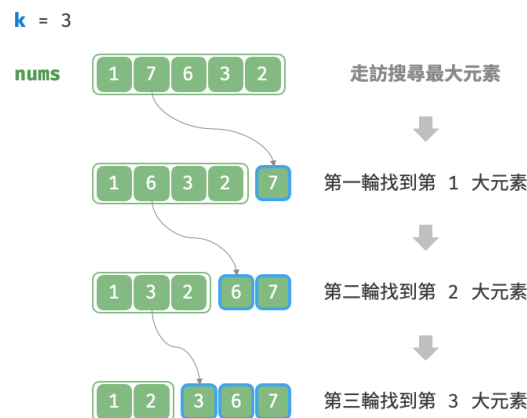 k = 3
nums 1 7 6 3 2 走訪搜尋最大元素
1 6 3 2 7 第一輪找到第 1 大元素
1 3 2 6 7 第二輪找到第 2 大元素
1 2 3 6 7 第三輪找到第 3 大元素